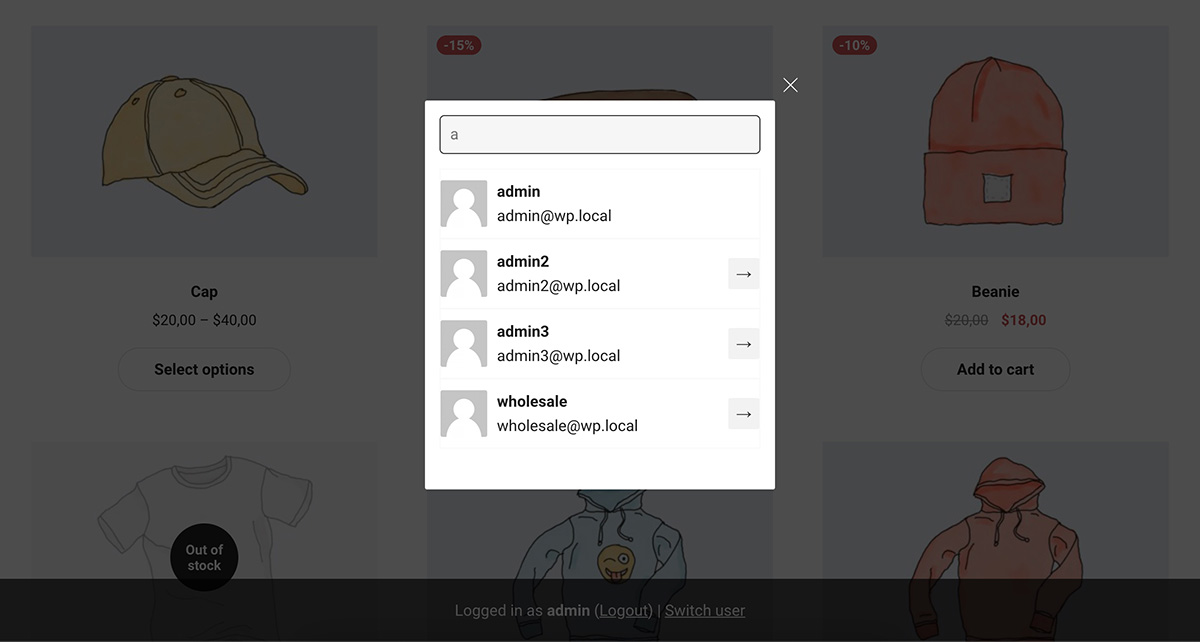 -15%
-10%
a
admin
admin@wp.local
admin2
admin2@wp.local
→
admin3
admin3@wp.local
→
wholesale
wholesale@wp.local
→
Cap
$20,00 – $40,00
Select options
Beanie
$20,00 $18,00
Add to cart
Out of
stock
Logged in as admin (Logout) | Switch user